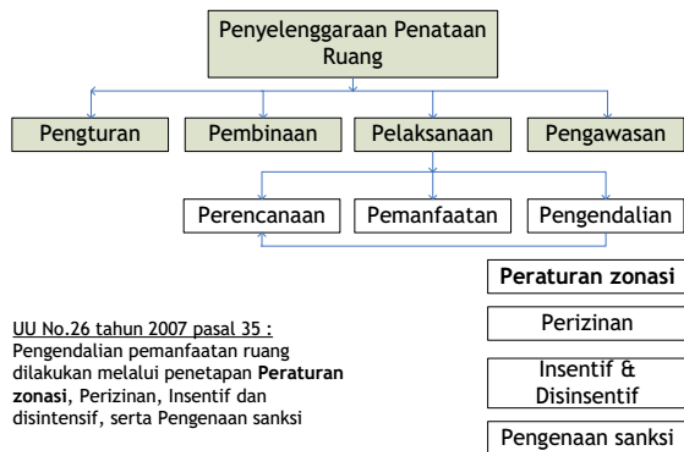 Penyelenggaraan Penataan
Ruang
Pengturan
Pembinaan
Pelaksanaan
Pengawasan
Perencanaan
Pemanfaatan
Pengendalian
Peraturan zonasi
Perizinan
Insentif &
Disinsentif
Pengenaan sanksi
UU No.26 tahun 2007 pasal 35 :
Pengendalian pemanfaatan ruang
dilakukan melalui penetapan Peraturan
zonasi, Perizinan, Insentif dan
disintensif, serta Pengenaan sanksi